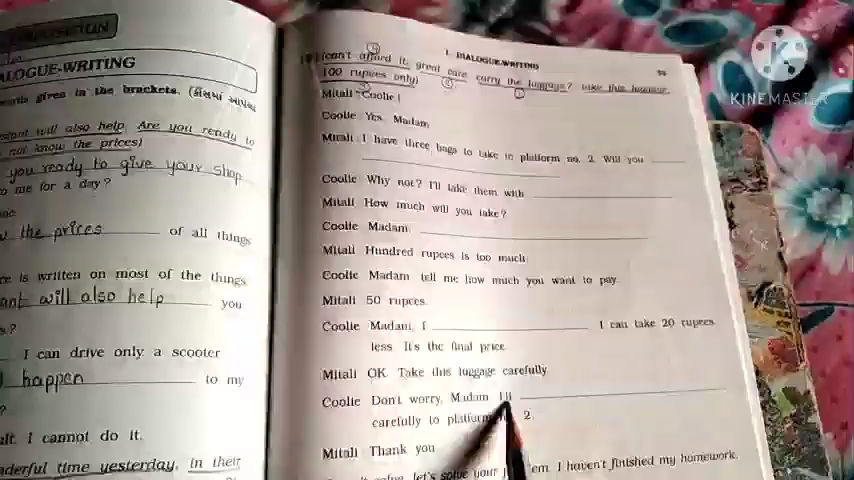 ALOGUE-WRITING
gives in the brackets.
will also help Are you ready to
not know the prices)
you ready to give your shop
to me for a day?
the prices of all things
is written on most of the things
will also help you
I can drive only a scooter
happen to my
I cannot do it.
time yesterday, in their
1. DIALOGUE-WRITING
(can't afford it, great care carry the luggage? take this luggage,
100 rupees only)
Mitali Coolie !
Coolie Yes, Madam
Mitali I have three bags to take to platform no. 2. Will you
Coolie Why not? I'll take them with
Mitali How much will you take?
Coolie Madam
Mitali Hundred rupees is too much
Coolie Madam tell me how much you want to pay.
Mitali 50 rupees.
Coolie Madam, I I can take 20 rupees
less. It's the final price.
Mitali OK. Take this luggage carefully.
Coolie Don't worry, Madam I'll
carefully to platform 2.
Mitali Thank you
let's solve your I haven't finished my homework.
KINEMASTER